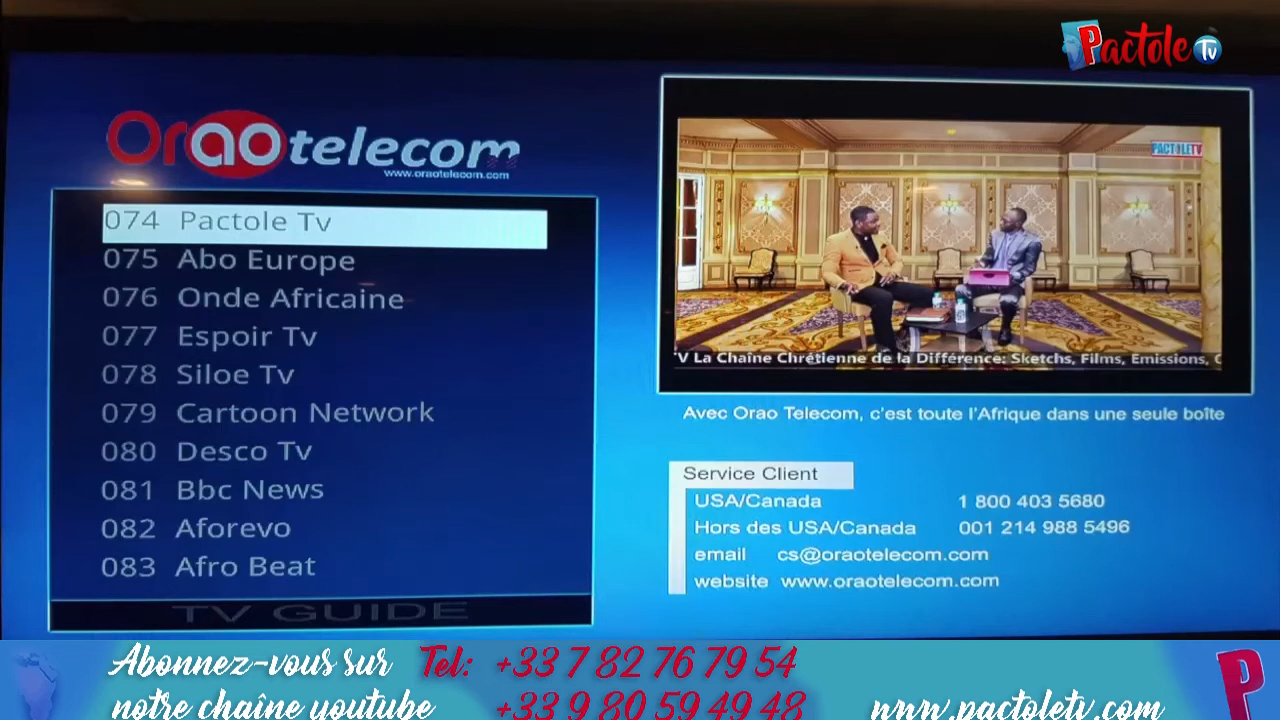 Pactole Tv
Orao telecom
www.oraotelecom.com
074 Pactole Tv
075 Abo Europe
076 Onde Africaine
077 Espoir Tv
078 Siloe Tv
079 Cartoon Network
080 Desco Tv
081 Bbc News
082 Aforevo
083 Afro Beat
TV GUIDE
PACTOLETV
V La Chaîne Chrétienne de la Différence: Sketchs, Films, Emissions,
Avec Orao Telecom, c'est toute l'Afrique dans une seule boîte
Service Client
USA/Canada 1 800 403 5680
Hors des USA/Canada 001 214 988 5496
email cs@oraotelecom.com
website www.oraotelecom.com
Abonnez-vous sur Tel: +33 7 82 76 79 54
notre chaîne youtube +33 9 80 59 49 48 www.pactoletv.com
P